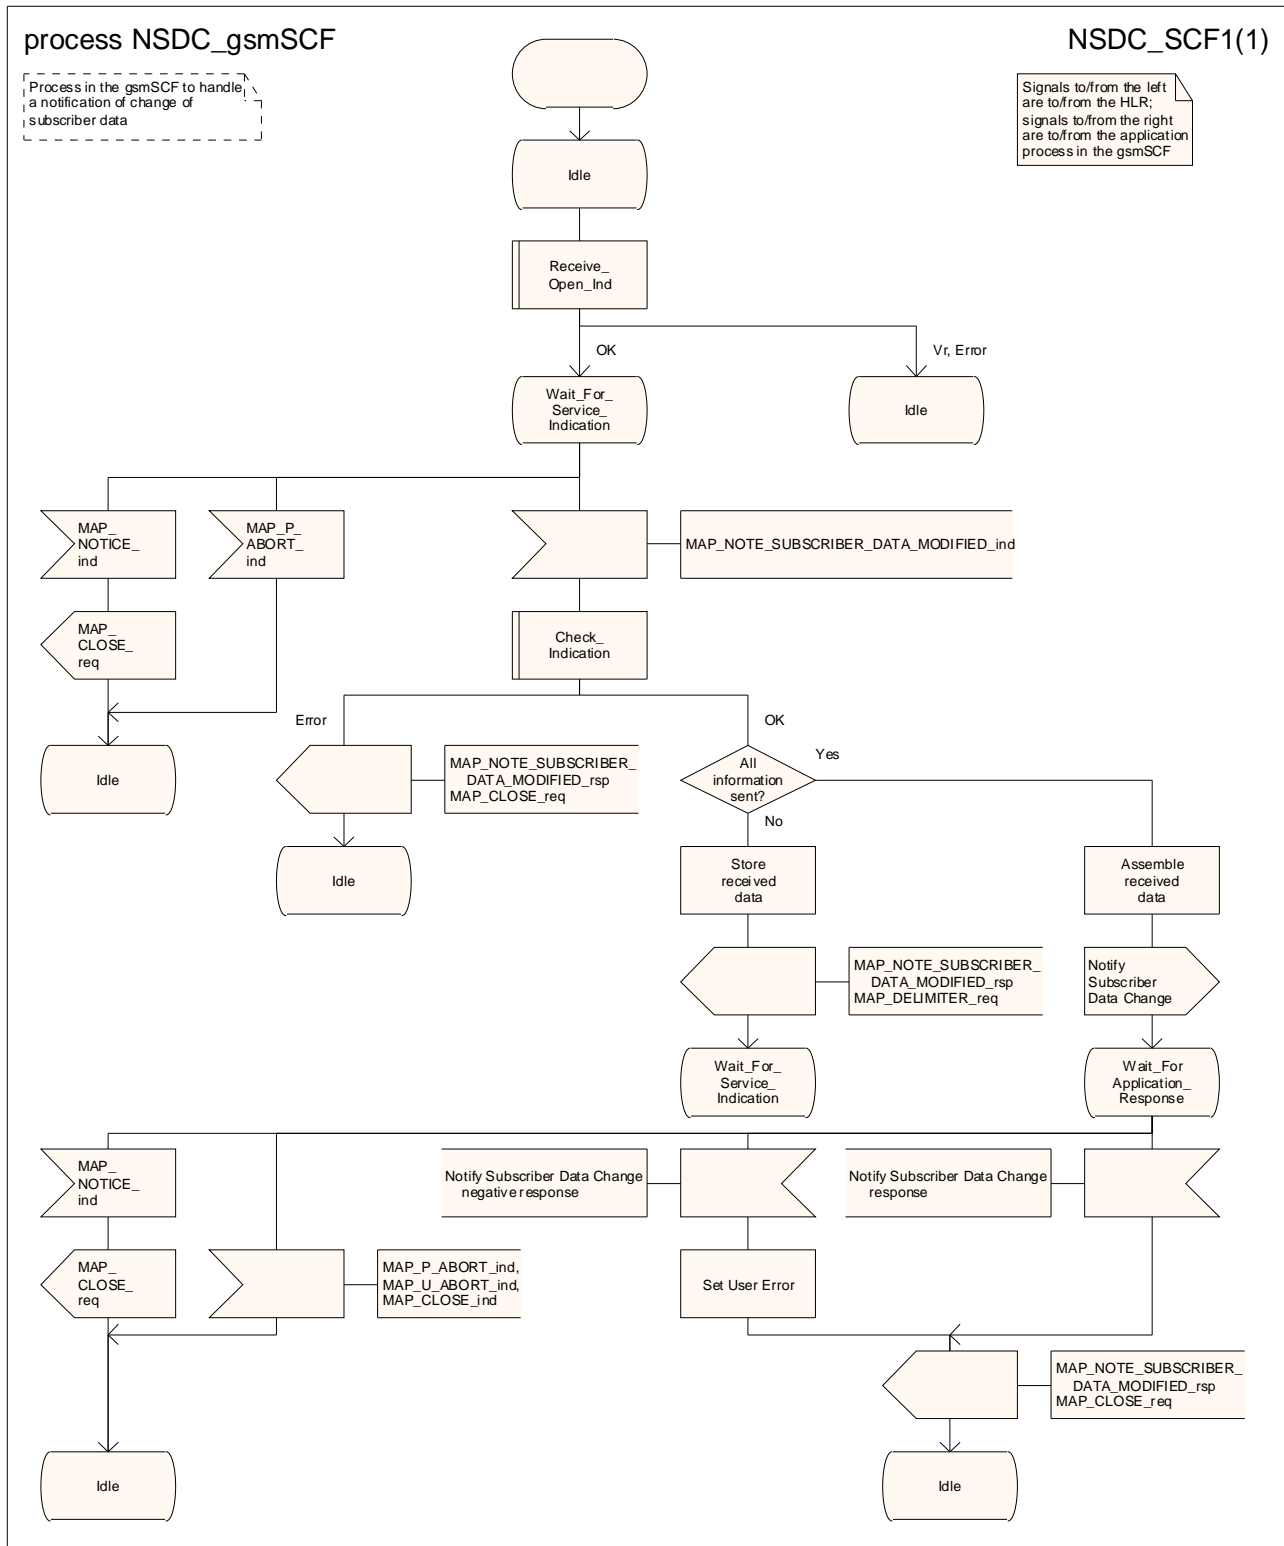 process NSDC_gsmSCF
NSDC_SCF1(1)
Process in the gsmSCF to handle
a notification of change of
subscriber data
Signals to/from the left
are to/from the HLR;
signals to/from the right
are to/from the application
process in the gsmSCF
Idle
Receive_
Open_Ind
OK
Vr, Error
Wait_For_
Service_
Indication
Idle
MAP_
NOTICE_
ind
MAP_P_
ABORT_
ind
MAP_NOTE_SUBSCRIBER_DATA_MODIFIED_ind
MAP_
CLOSE_
req
Check_
Indication
Error
OK
Idle
MAP_NOTE_SUBSCRIBER_
DATA_MODIFIED_rsp
MAP_CLOSE_req
All
information
sent?
Yes
No
Idle
Store
received
data
Assemble
received
data
MAP_NOTE_SUBSCRIBER_
DATA_MODIFIED_rsp
MAP_DELIMITER_req
Notify
Subscriber
Data Change
Wait_For_
Service_
Indication
Wait_For
Application_
Response
MAP_
NOTICE_
ind
Notify Subscriber Data Change
negative response
Notify Subscriber Data Change
response
MAP_
CLOSE_
req
MAP_P_ABORT_ind,
MAP_U_ABORT_ind,
MAP_CLOSE_ind
Set User Error
MAP_NOTE_SUBSCRIBER_
DATA_MODIFIED_rsp
MAP_CLOSE_req
Idle
Idle